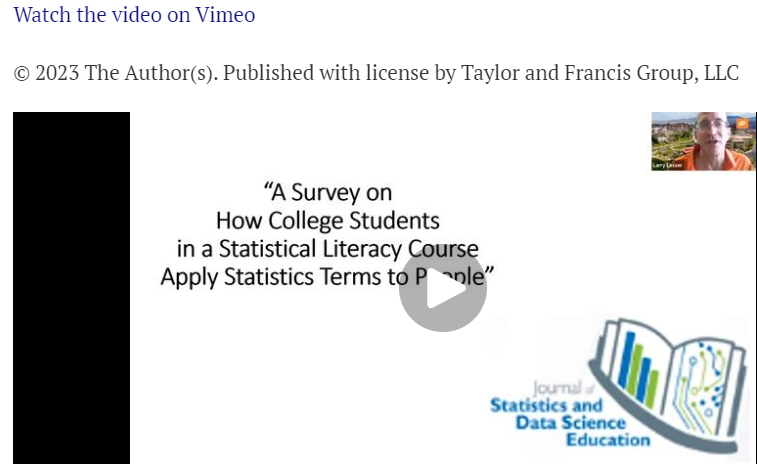 Watch the video on Vimeo
© 2023 The Author(s). Published with license by Taylor and Francis Group, LLC
Larry Lesser
“A Survey on
How College Students
in a Statistical Literacy Course
Apply Statistics Terms to People”
Journal of
Statistics and
Data Science
Education